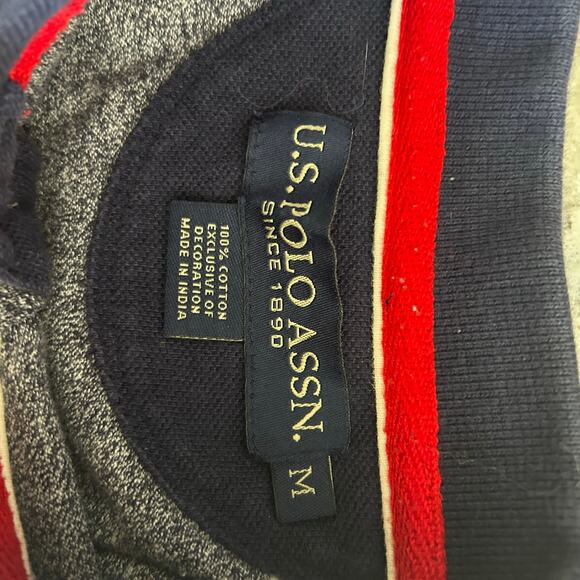 U.S. POLO ASSN.
SINCE 1890
M
100% COTTON
EXCLUSIVE OF
DECORATION
MADE IN INDIA